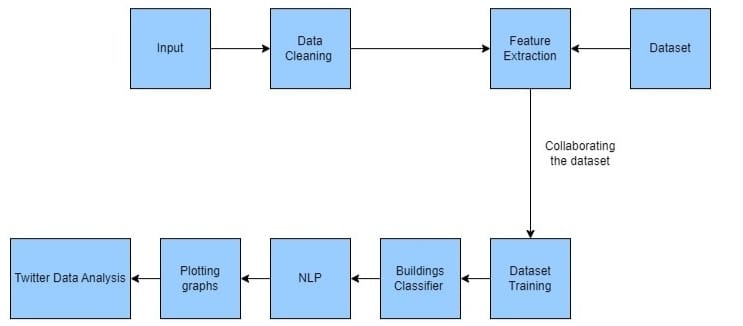 Input
Data
Cleaning
Feature
Extraction
Dataset
Collaborating
the dataset
Twitter Data Analysis
Plotting
graphs
NLP
Buildings
Classifier
Dataset
Training